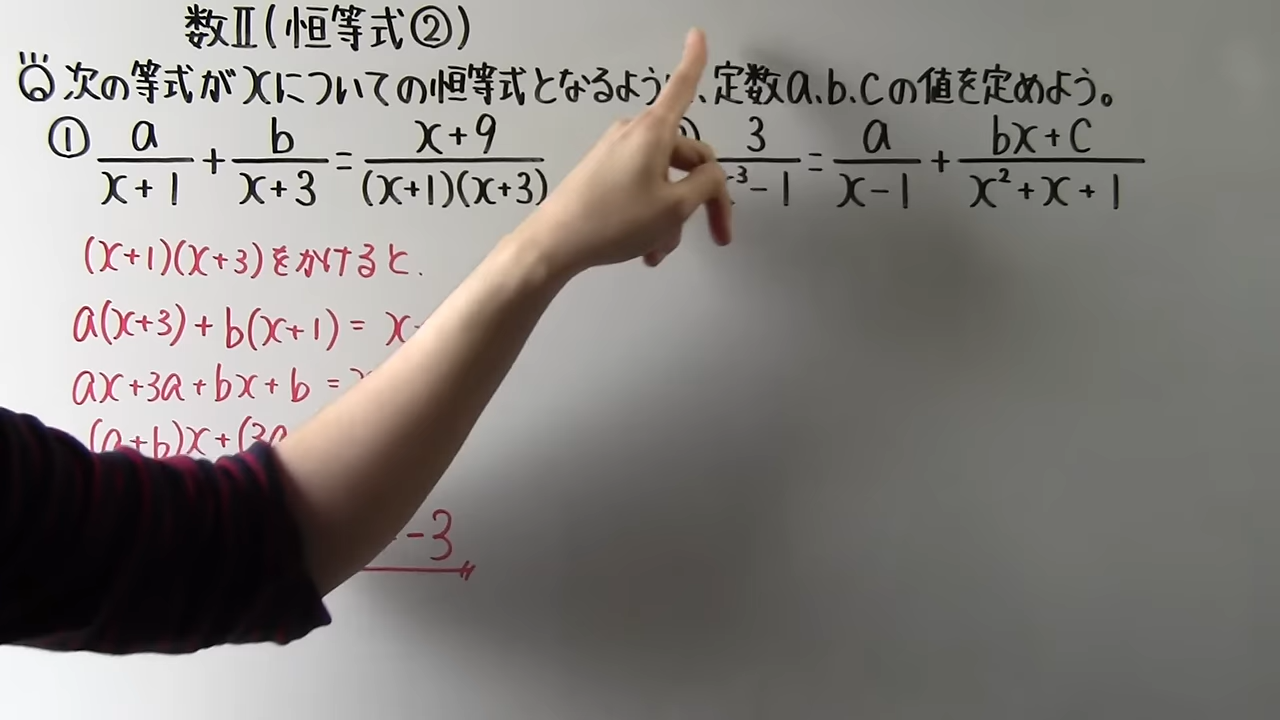 数Ⅱ(恒等式②)
Q 次の等式がxについての恒等式となるよう、定数a.b.cの値を定めよう。
① a/(x+1) + b/(x+3) = (x+9)/((x+1)(x+3))
3/(x³-1) = a/(x-1) + (bx+c)/(x²+x+1)
(x+1)(x+3)をかけると.
a(x+3)+b(x+1)= x
ax+3a+bx+b=
(a+b)x+(3a
-3